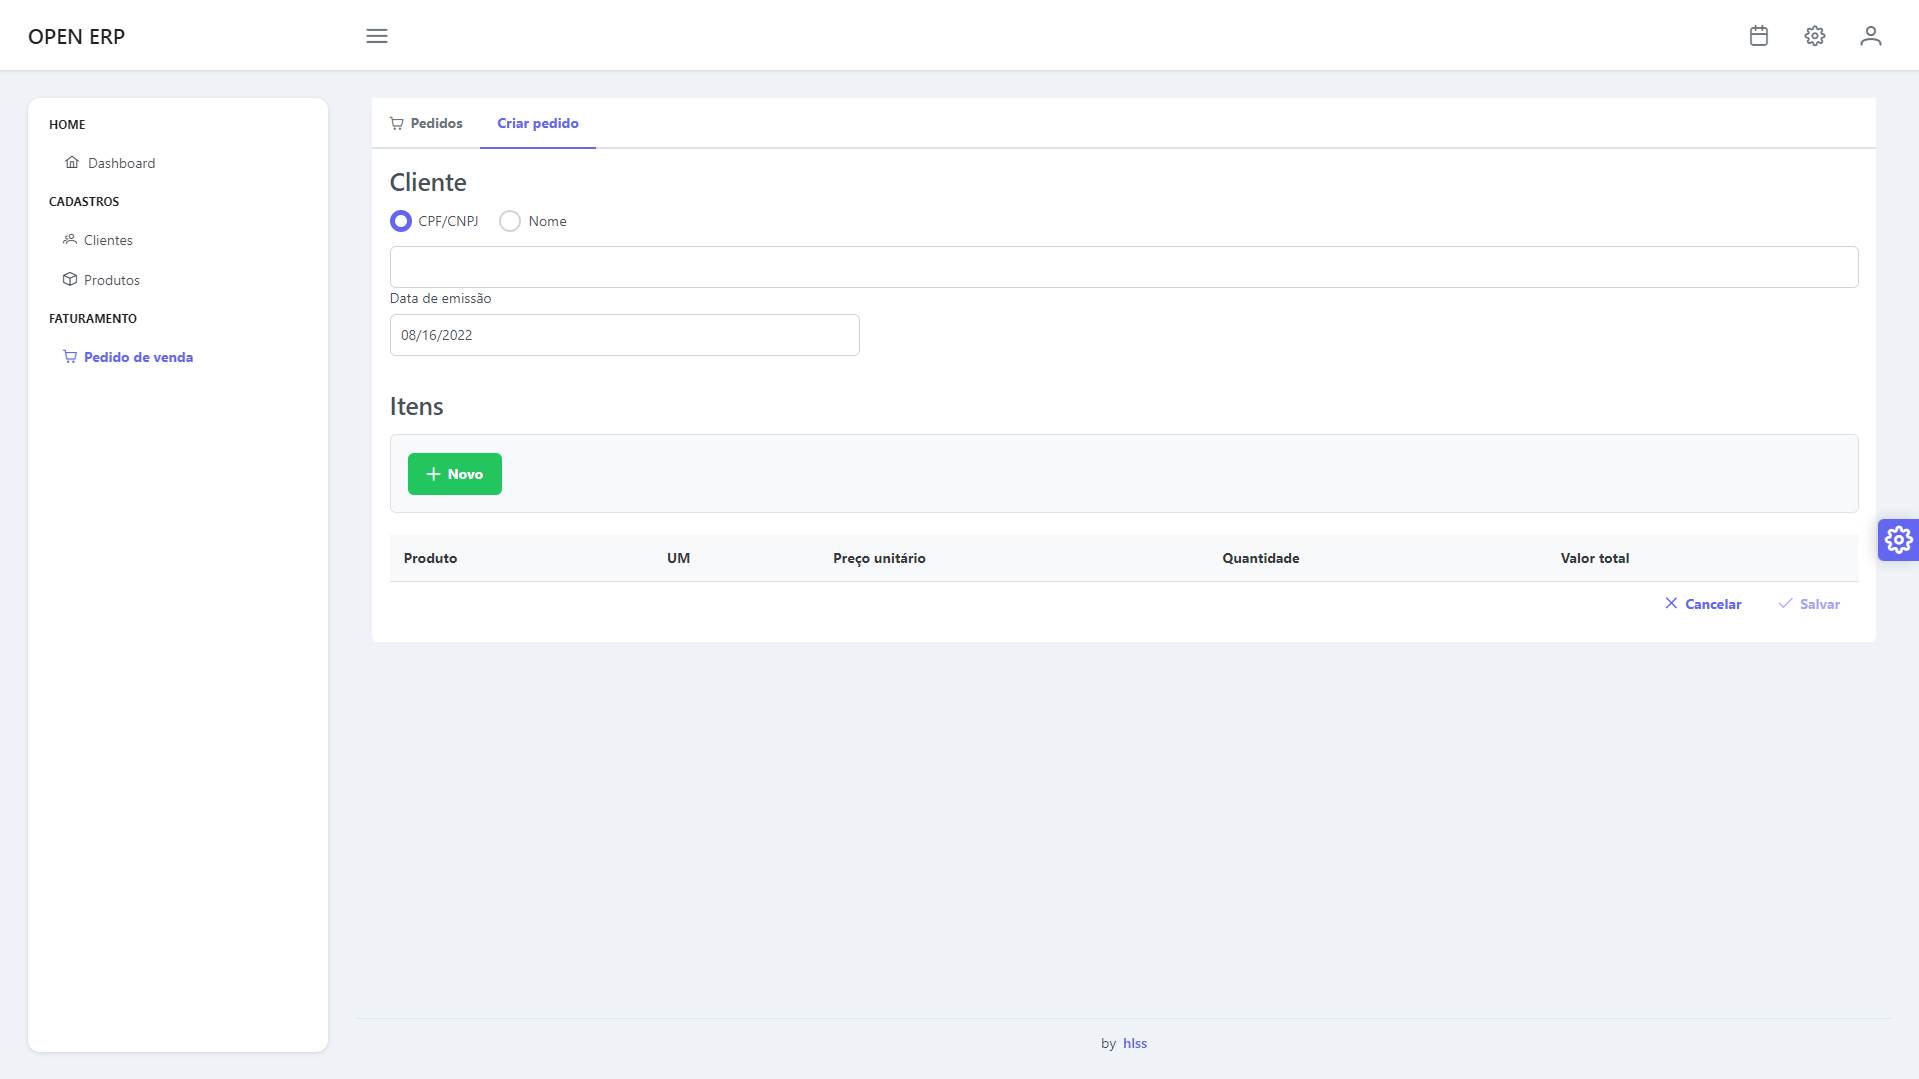 OPEN ERP
HOME
Dashboard
CADASTROS
Clientes
Produtos
FATURAMENTO
Pedido de venda
Pedidos
Criar pedido
Cliente
CPF/CNPJ
Nome
Data de emissão
08/16/2022
Itens
Novo
Produto UM Preço unitário Quantidade Valor total
Cancelar Salvar
by hlss